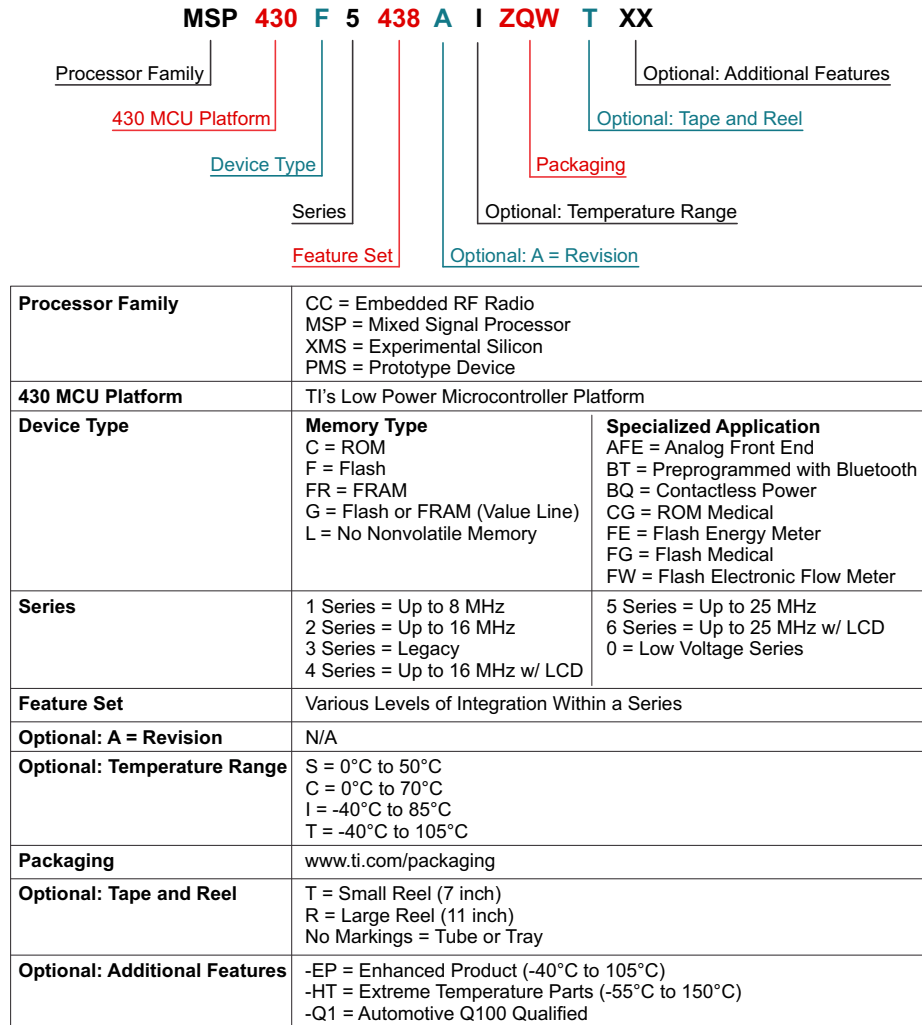 MSP 430 F 5 438 A I ZQW T XX
Processor Family
Optional: Additional Features
430 MCU Platform
Optional: Tape and Reel
Device Type
Packaging
Series
Optional: Temperature Range
Feature Set
Optional: A = Revision
Processor Family
CC = Embedded RF Radio
MSP = Mixed Signal Processor
XMS = Experimental Silicon
PMS = Prototype Device
430 MCU Platform
TI's Low Power Microcontroller Platform
Device Type
Memory Type
C = ROM
F = Flash
FR = FRAM
G = Flash or FRAM (Value Line)
L = No Nonvolatile Memory
Specialized Application
AFE = Analog Front End
BT = Preprogrammed with Bluetooth
BQ = Contactless Power
CG = ROM Medical
FE = Flash Energy Meter
FG = Flash Medical
FW = Flash Electronic Flow Meter
Series
1 Series = Up to 8 MHz
2 Series = Up to 16 MHz
3 Series = Legacy
4 Series = Up to 16 MHz w/ LCD
5 Series = Up to 25 MHz
6 Series = Up to 25 MHz w/ LCD
0 = Low Voltage Series
Feature Set
Various Levels of Integration Within a Series
Optional: A = Revision
N/A
Optional: Temperature Range
S = 0°C to 50°C
C = 0°C to 70°C
I = -40°C to 85°C
T = -40°C to 105°C
Packaging
www.ti.com/packaging
Optional: Tape and Reel
T = Small Reel (7 inch)
R = Large Reel (11 inch)
No Markings = Tube or Tray
Optional: Additional Features
-EP = Enhanced Product (-40°C to 105°C)
-HT = Extreme Temperature Parts (-55°C to 150°C)
-Q1 = Automotive Q100 Qualified